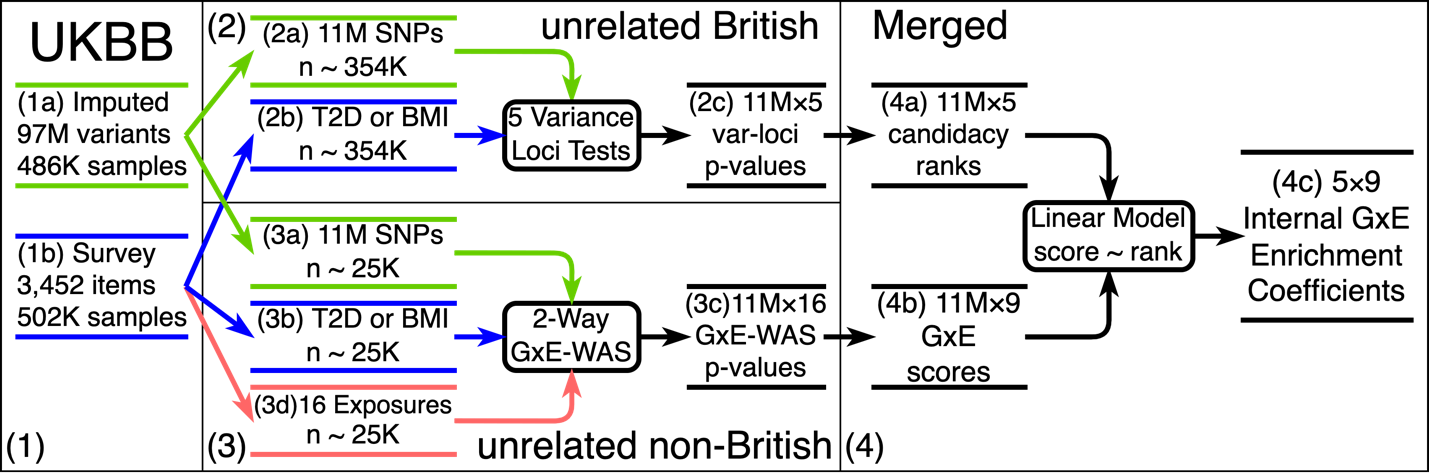 UKBB
(1a) Imputed
97M variants
486K samples
(1b) Survey
3,452 items
502K samples
(1)
(2)
unrelated British
(2a) 11M SNPs
n ~ 354K
(2b) T2D or BMI
n ~ 354K
5 Variance
Loci Tests
(2c) 11M×5
var-loci
p-values
(3a) 11M SNPs
n ~ 25K
(3b) T2D or BMI
n ~ 25K
(3d)16 Exposures
n ~ 25K
2-Way
GxE-WAS
(3c)11M×16
GxE-WAS
p-values
(3)
unrelated non-British
Merged
(4a) 11M×5
candidacy
ranks
(4b) 11M×9
GxE
scores
Linear Model
score ~ rank
(4c) 5×9
Internal GxE
Enrichment
Coefficients
(4)